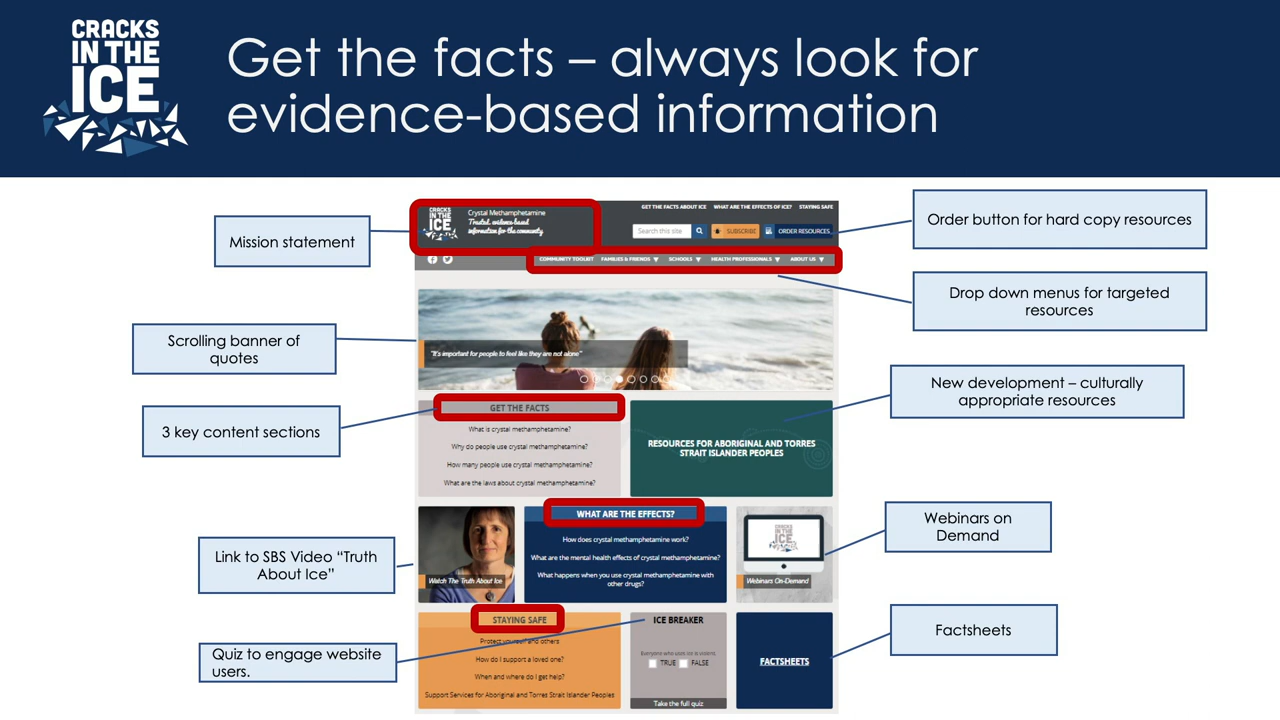 CRACKS
IN THE
ICE
Get the facts – always look for
evidence-based information
Mission statement
Scrolling banner of
quotes
3 key content sections
Link to SBS Video “Truth
About Ice”
Quiz to engage website
users.
CRACKS
IN THE
ICE
Crystal Methamphetamine
Trusted, evidence-based
information for the community.
GET THE FACTS ABOUT ICE WHAT ARE THE EFFECTS OF ICE? STAYING SAFE
Search this site SUBSCRIBE ORDER RESOURCES
COMMUNITY TOOLKIT FAMILIES & FRIENDS SCHOOLS HEALTH PROFESSIONALS ABOUT US
"It's important for people to feel like they are not alone"
GET THE FACTS
What is crystal methamphetamine?
Why do people use crystal methamphetamine?
How many people use crystal methamphetamine?
What are the laws about crystal methamphetamine?
RESOURCES FOR ABORIGINAL AND TORRES
STRAIT ISLANDER PEOPLES
Watch The Truth About Ice
WHAT ARE THE EFFECTS?
How does crystal methamphetamine work?
What are the mental health effects of crystal methamphetamine?
What happens when you use crystal methamphetamine with
other drugs?
CRACKS
IN THE
ICE
Webinars On-Demand
STAYING SAFE
Protect yourself and others
How do I support a loved one?
When and where do I get help?
Support Services for Aboriginal and Torres Strait Islander Peoples
ICE BREAKER
Everyone who uses ice is violent.
TRUE FALSE
Take the full quiz
FACTSHEETS
Order button for hard copy resources
Drop down menus for targeted
resources
New development – culturally
appropriate resources
Webinars on
Demand
Factsheets